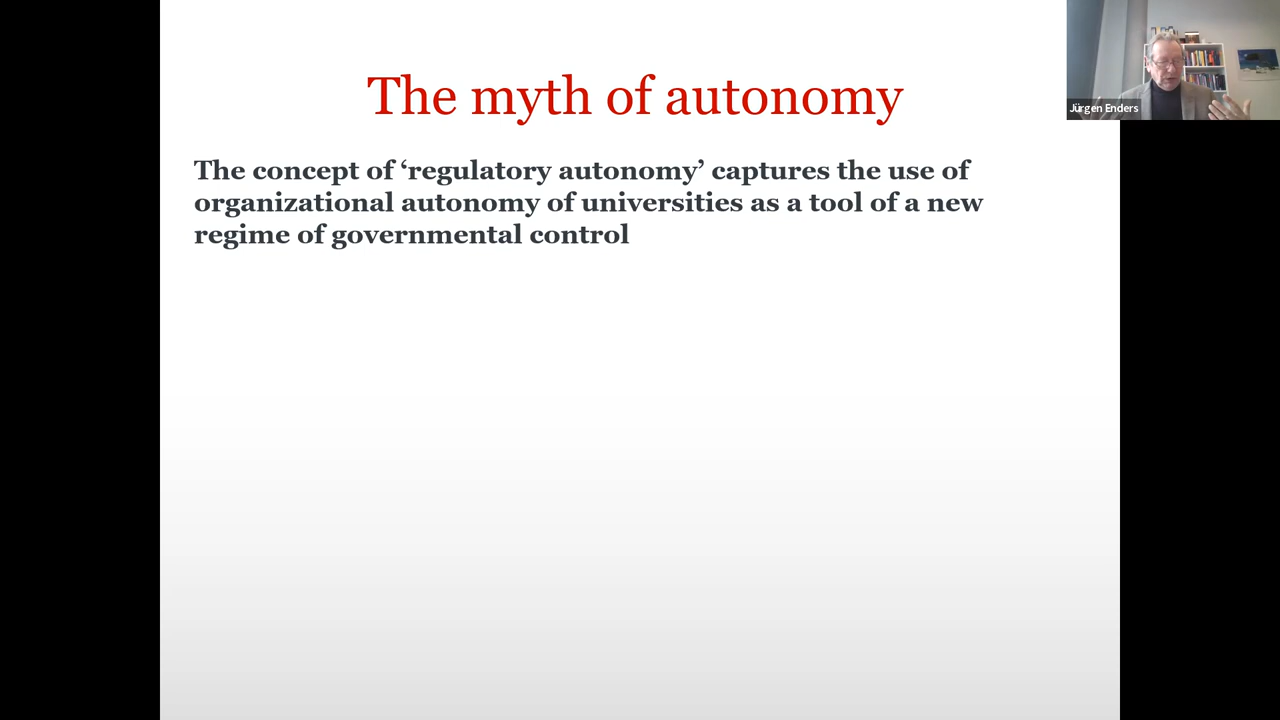 The myth of autonomy
Jürgen Enders
The concept of ‘regulatory autonomy’ captures the use of
organizational autonomy of universities as a tool of a new
regime of governmental control